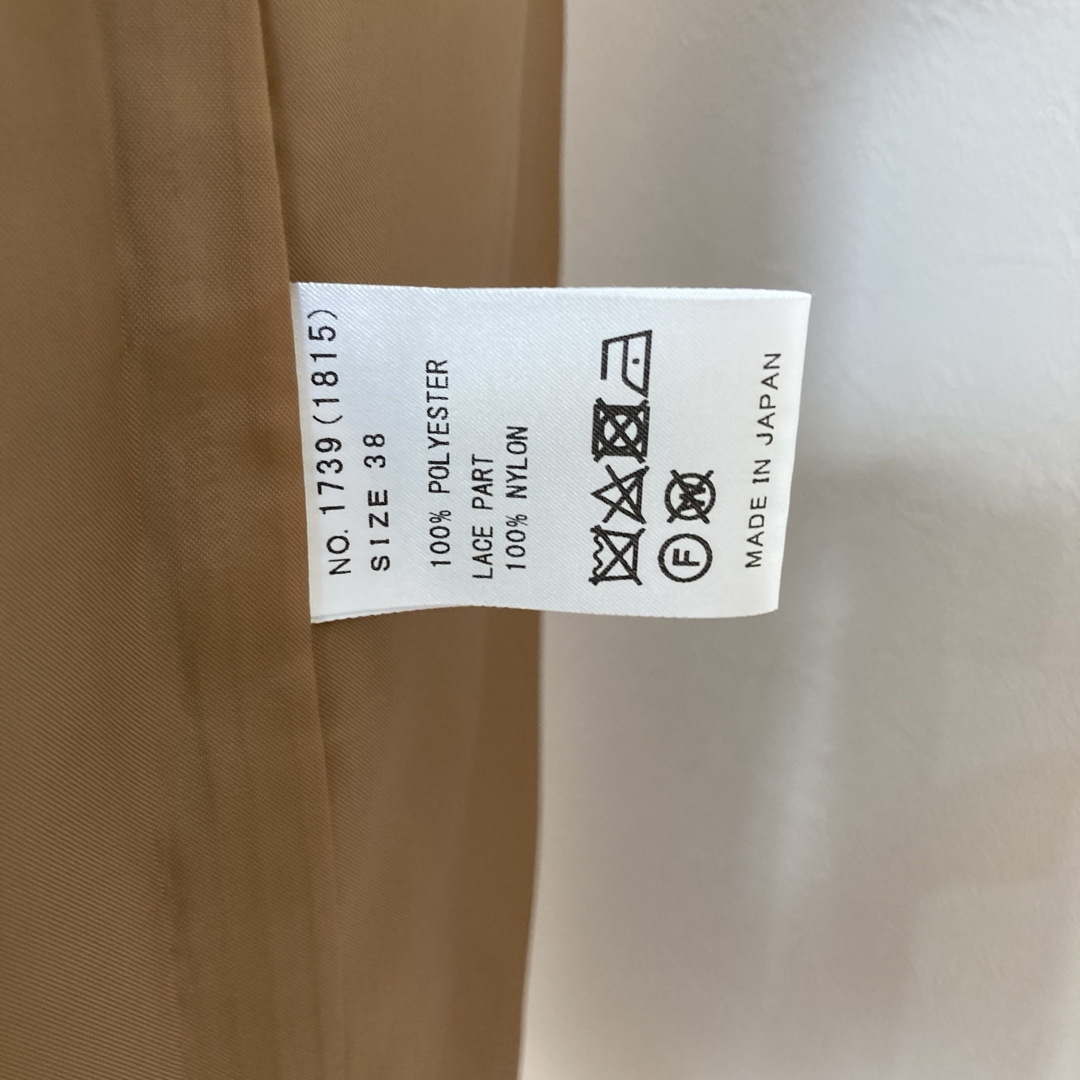 NO. 1739(1815)
SIZE 38
100% POLYESTER
LACE PART
100% NYLON
F W
MADE IN JAPAN